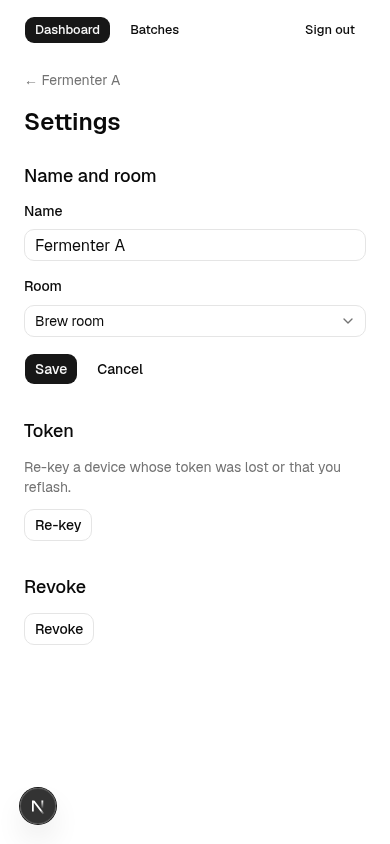 Dashboard Batches Sign out
← Fermenter A
Settings
Name and room
Name
Fermenter A
Room
Brew room
Save Cancel
Token
Re-key a device whose token was lost or that you
reflash.
Re-key
Revoke
Revoke
N